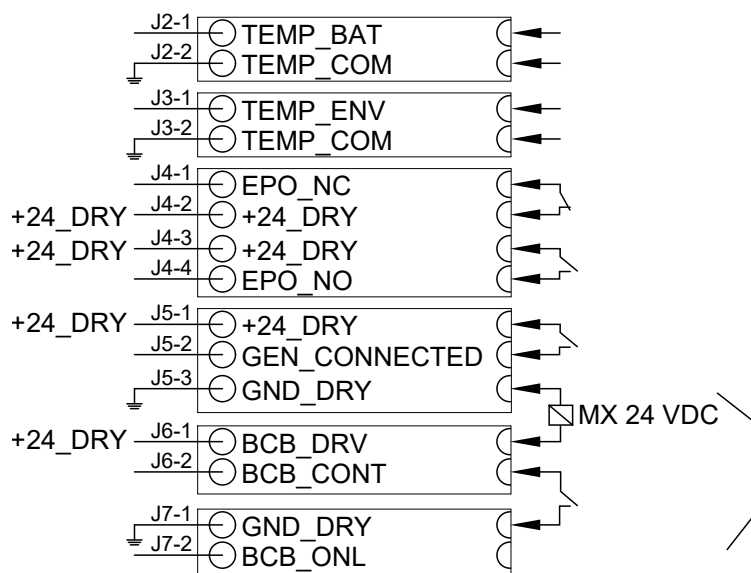 J2-1 TEMP_BAT
J2-2 TEMP_COM
J3-1 TEMP_ENV
J3-2 TEMP_COM
J4-1 EPO_NC
+24_DRY J4-2 +24_DRY
+24_DRY J4-3 +24_DRY
J4-4 EPO_NO
+24_DRY J5-1 +24_DRY
J5-2 GEN_CONNECTED
J5-3 GND_DRY
MX 24 VDC
+24_DRY J6-1 BCB_DRV
J6-2 BCB_CONT
J7-1 GND_DRY
J7-2 BCB_ONL